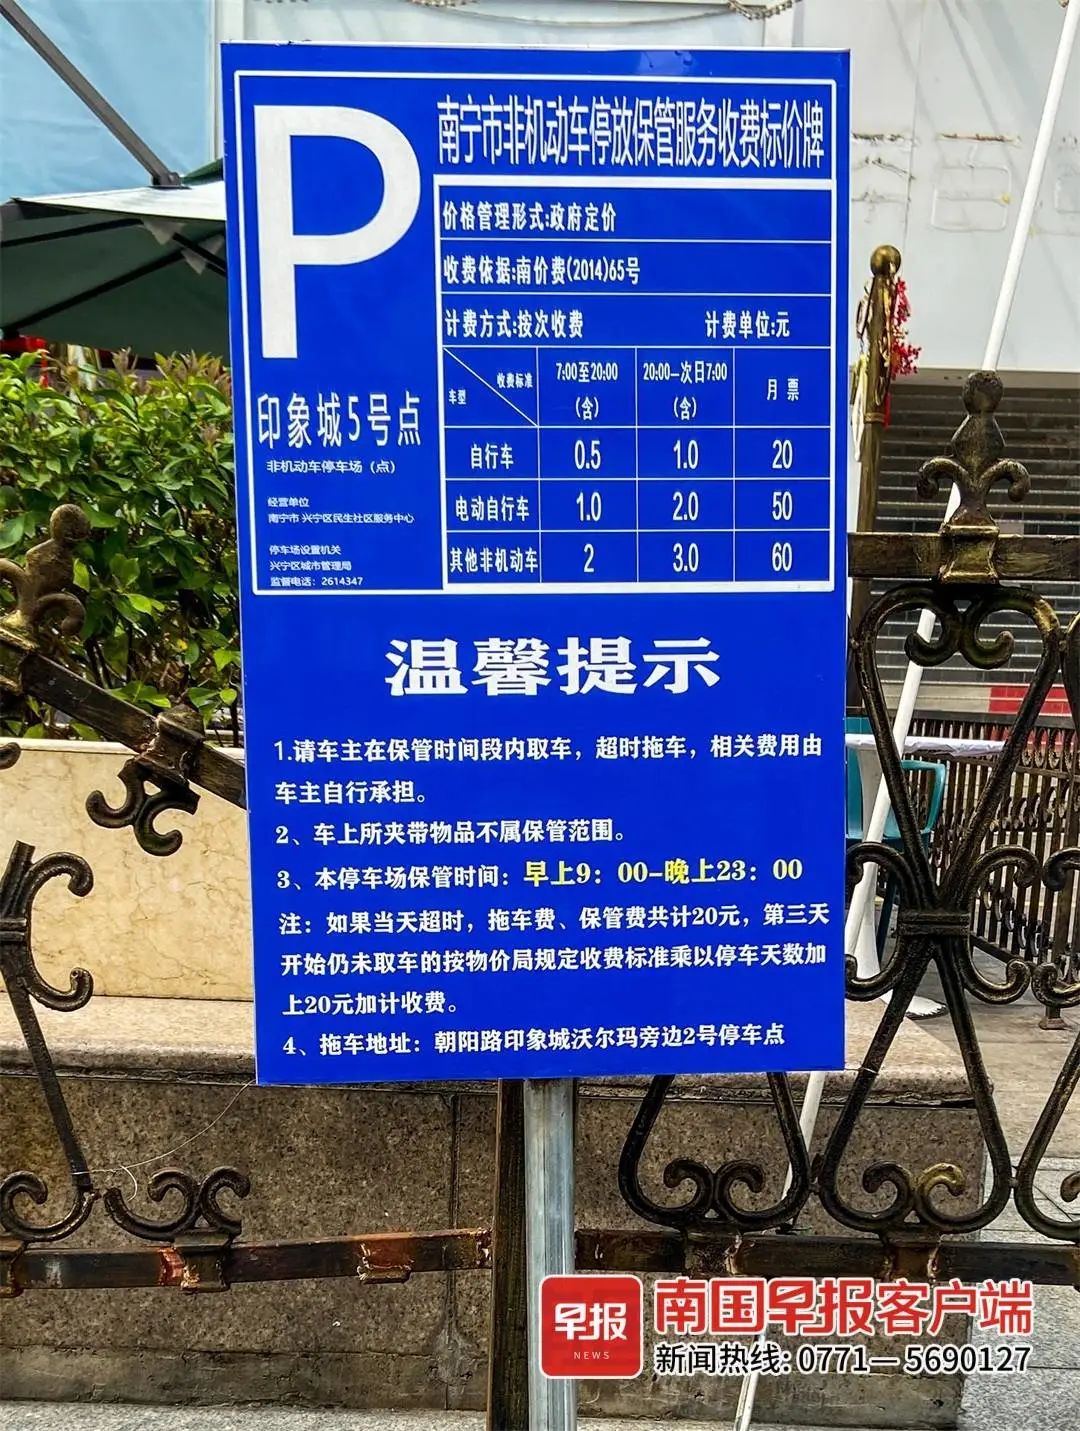 P
南宁市非机动车停放保管服务收费标价牌
价格管理形式:政府定价
收费依据:南价费(2014)65号
计费方式:按次收费 计费单位:元
收费标准
车型
7:00至20:00
(含)
20:00—次日7:00
(含)
月票
自行车 0.5 1.0 20
电动自行车 1.0 2.0 50
其他非机动车 2 3.0 60
印象城5号点
非机动车停车场(点)
经营单位
南宁市 兴宁区民生社区服务中心
停车场设置机关
兴宁区城市管理局
监督电话: 2614347
温馨提示
1.请车主在保管时间段内取车，超时拖车，相关费用由
车主自行承担。
2、车上所夹带物品不属保管范围。
3、本停车场保管时间：早上9：00-晚上23：00
注：如果当天超时，拖车费、保管费共计20元，第三天
开始仍未取车的按物价局规定收费标准乘以停车天数加
上20元加计收费。
4、拖车地址：朝阳路印象城沃尔玛旁边2号停车点
早报
NEWS
南国早报客户端
新闻热线: 0771—5690127